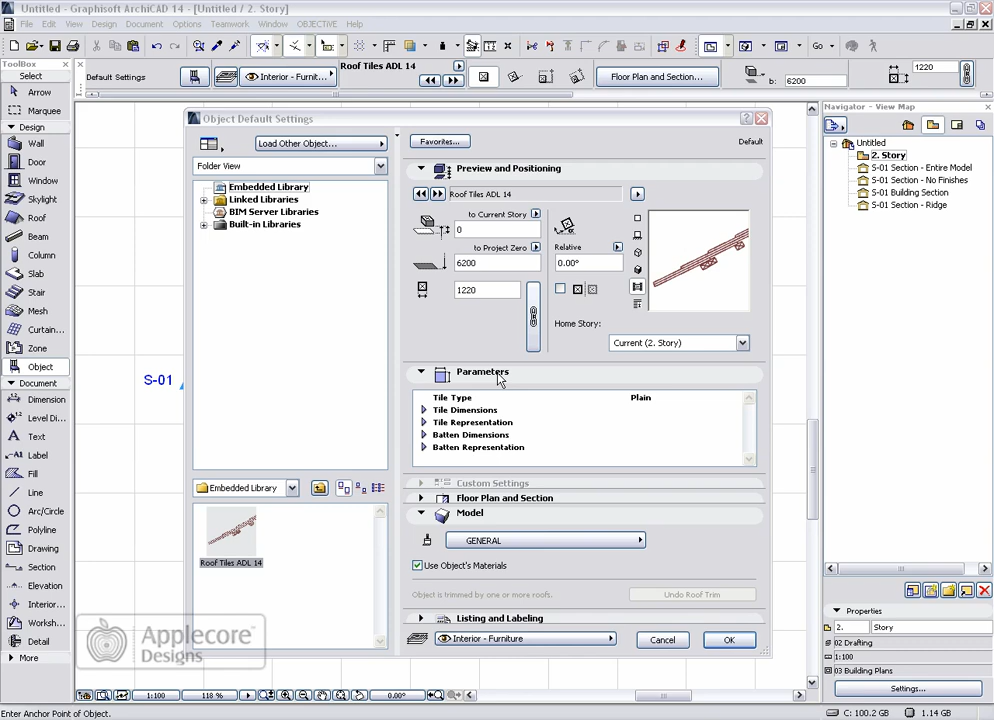 Untitled - Graphisoft ArchiCAD 14 - [Untitled / 2. Story]
File Edit View Design Document Options Teamwork Window OBJECTIVE Help
Go
ToolBox
Select
Arrow
Marquee
Design
Wall
Door
Window
Skylight
Roof
Beam
Column
Slab
Stair
Mesh
Curtain...
Zone
Object
Document
Dimension
Level Di...
Text
Label
Fill
Line
Arc/Circle
Polyline
Drawing
Section
Elevation
Interior...
Worksh...
Detail
More
Default Settings
Interior - Furnit...
Roof Tiles ADL 14
Floor Plan and Section...
b: 6200
1220
S-01
Object Default Settings
Load Other Object...
Folder View
Embedded Library
Linked Libraries
BIM Server Libraries
Built-in Libraries
Embedded Library
Roof Tiles ADL 14
Favorites...
Default
Preview and Positioning
Roof Tiles ADL 14
to Current Story
0
to Project Zero
6200
1220
Relative
0.00°
Home Story:
Current (2. Story)
Parameters
Tile Type Plain
Tile Dimensions
Tile Representation
Batten Dimensions
Batten Representation
Custom Settings
Floor Plan and Section
Model
GENERAL
Use Object's Materials
Object is trimmed by one or more roofs.
Undo Roof Trim
Listing and Labeling
Interior - Furniture
Cancel
OK
Navigator - View Map
Untitled
2. Story
S-01 Section - Entire Model
S-01 Section - No Finishes
S-01 Building Section
S-01 Section - Ridge
Properties
2. Story
02 Drafting
1:100
03 Building Plans
Settings...
Applecore™
Designs
1:100
118 %
0.00°
Enter Anchor Point of Object.
C: 100.2 GB
1.14 GB